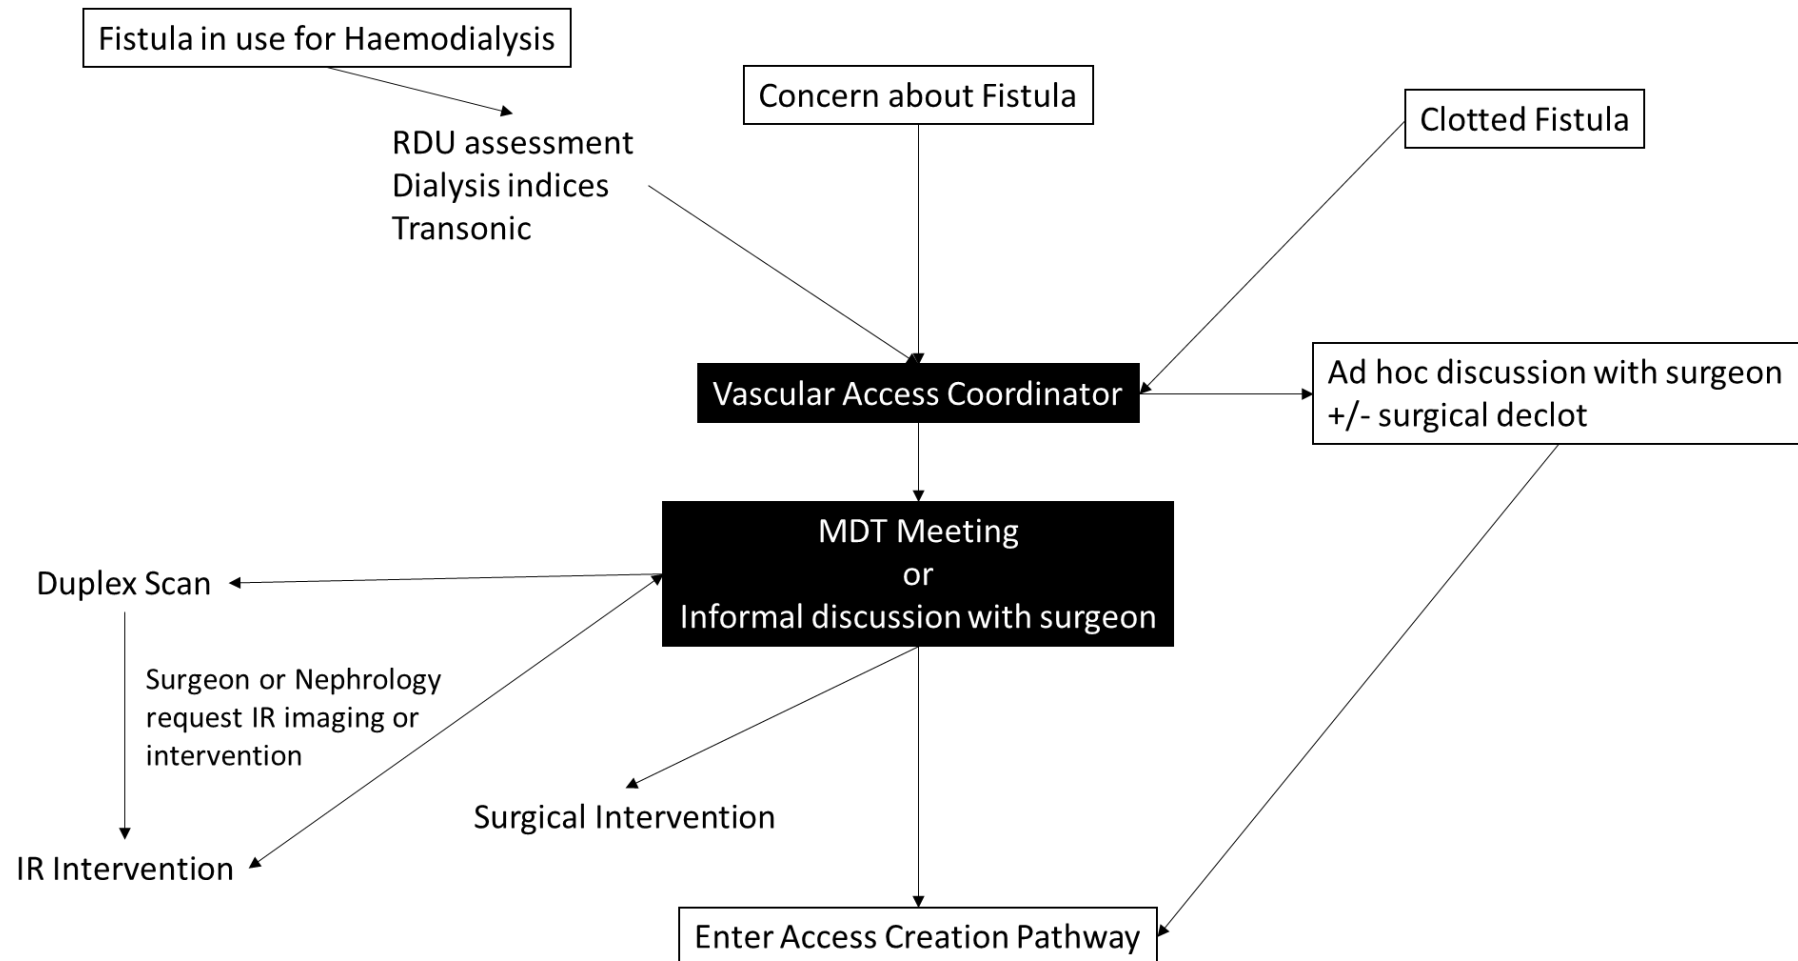 Fistula in use for Haemodialysis
Concern about Fistula
Clotted Fistula
RDU assessment
Dialysis indices
Transonic
Vascular Access Coordinator
Ad hoc discussion with surgeon
+/- surgical declot
MDT Meeting
or
Informal discussion with surgeon
Duplex Scan
Surgeon or Nephrology
request IR imaging or
intervention
Surgical Intervention
IR Intervention
Enter Access Creation Pathway